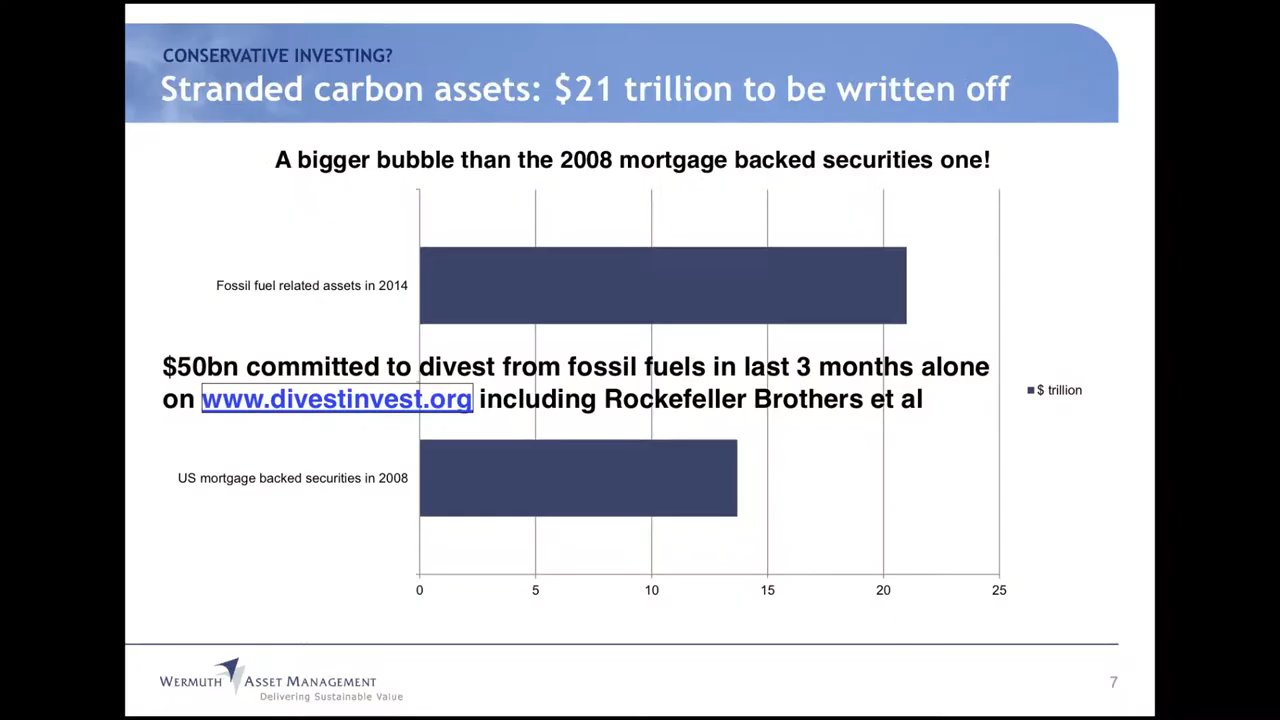 CONSERVATIVE INVESTING?
Stranded carbon assets: $21 trillion to be written off
A bigger bubble than the 2008 mortgage backed securities one!
Fossil fuel related assets in 2014
$50bn committed to divest from fossil fuels in last 3 months alone
on www.divestinvest.org including Rockefeller Brothers et al
$ trillion
US mortgage backed securities in 2008
0 5 10 15 20 25
WERMUTH ASSET MANAGEMENT
Delivering Sustainable Value
7